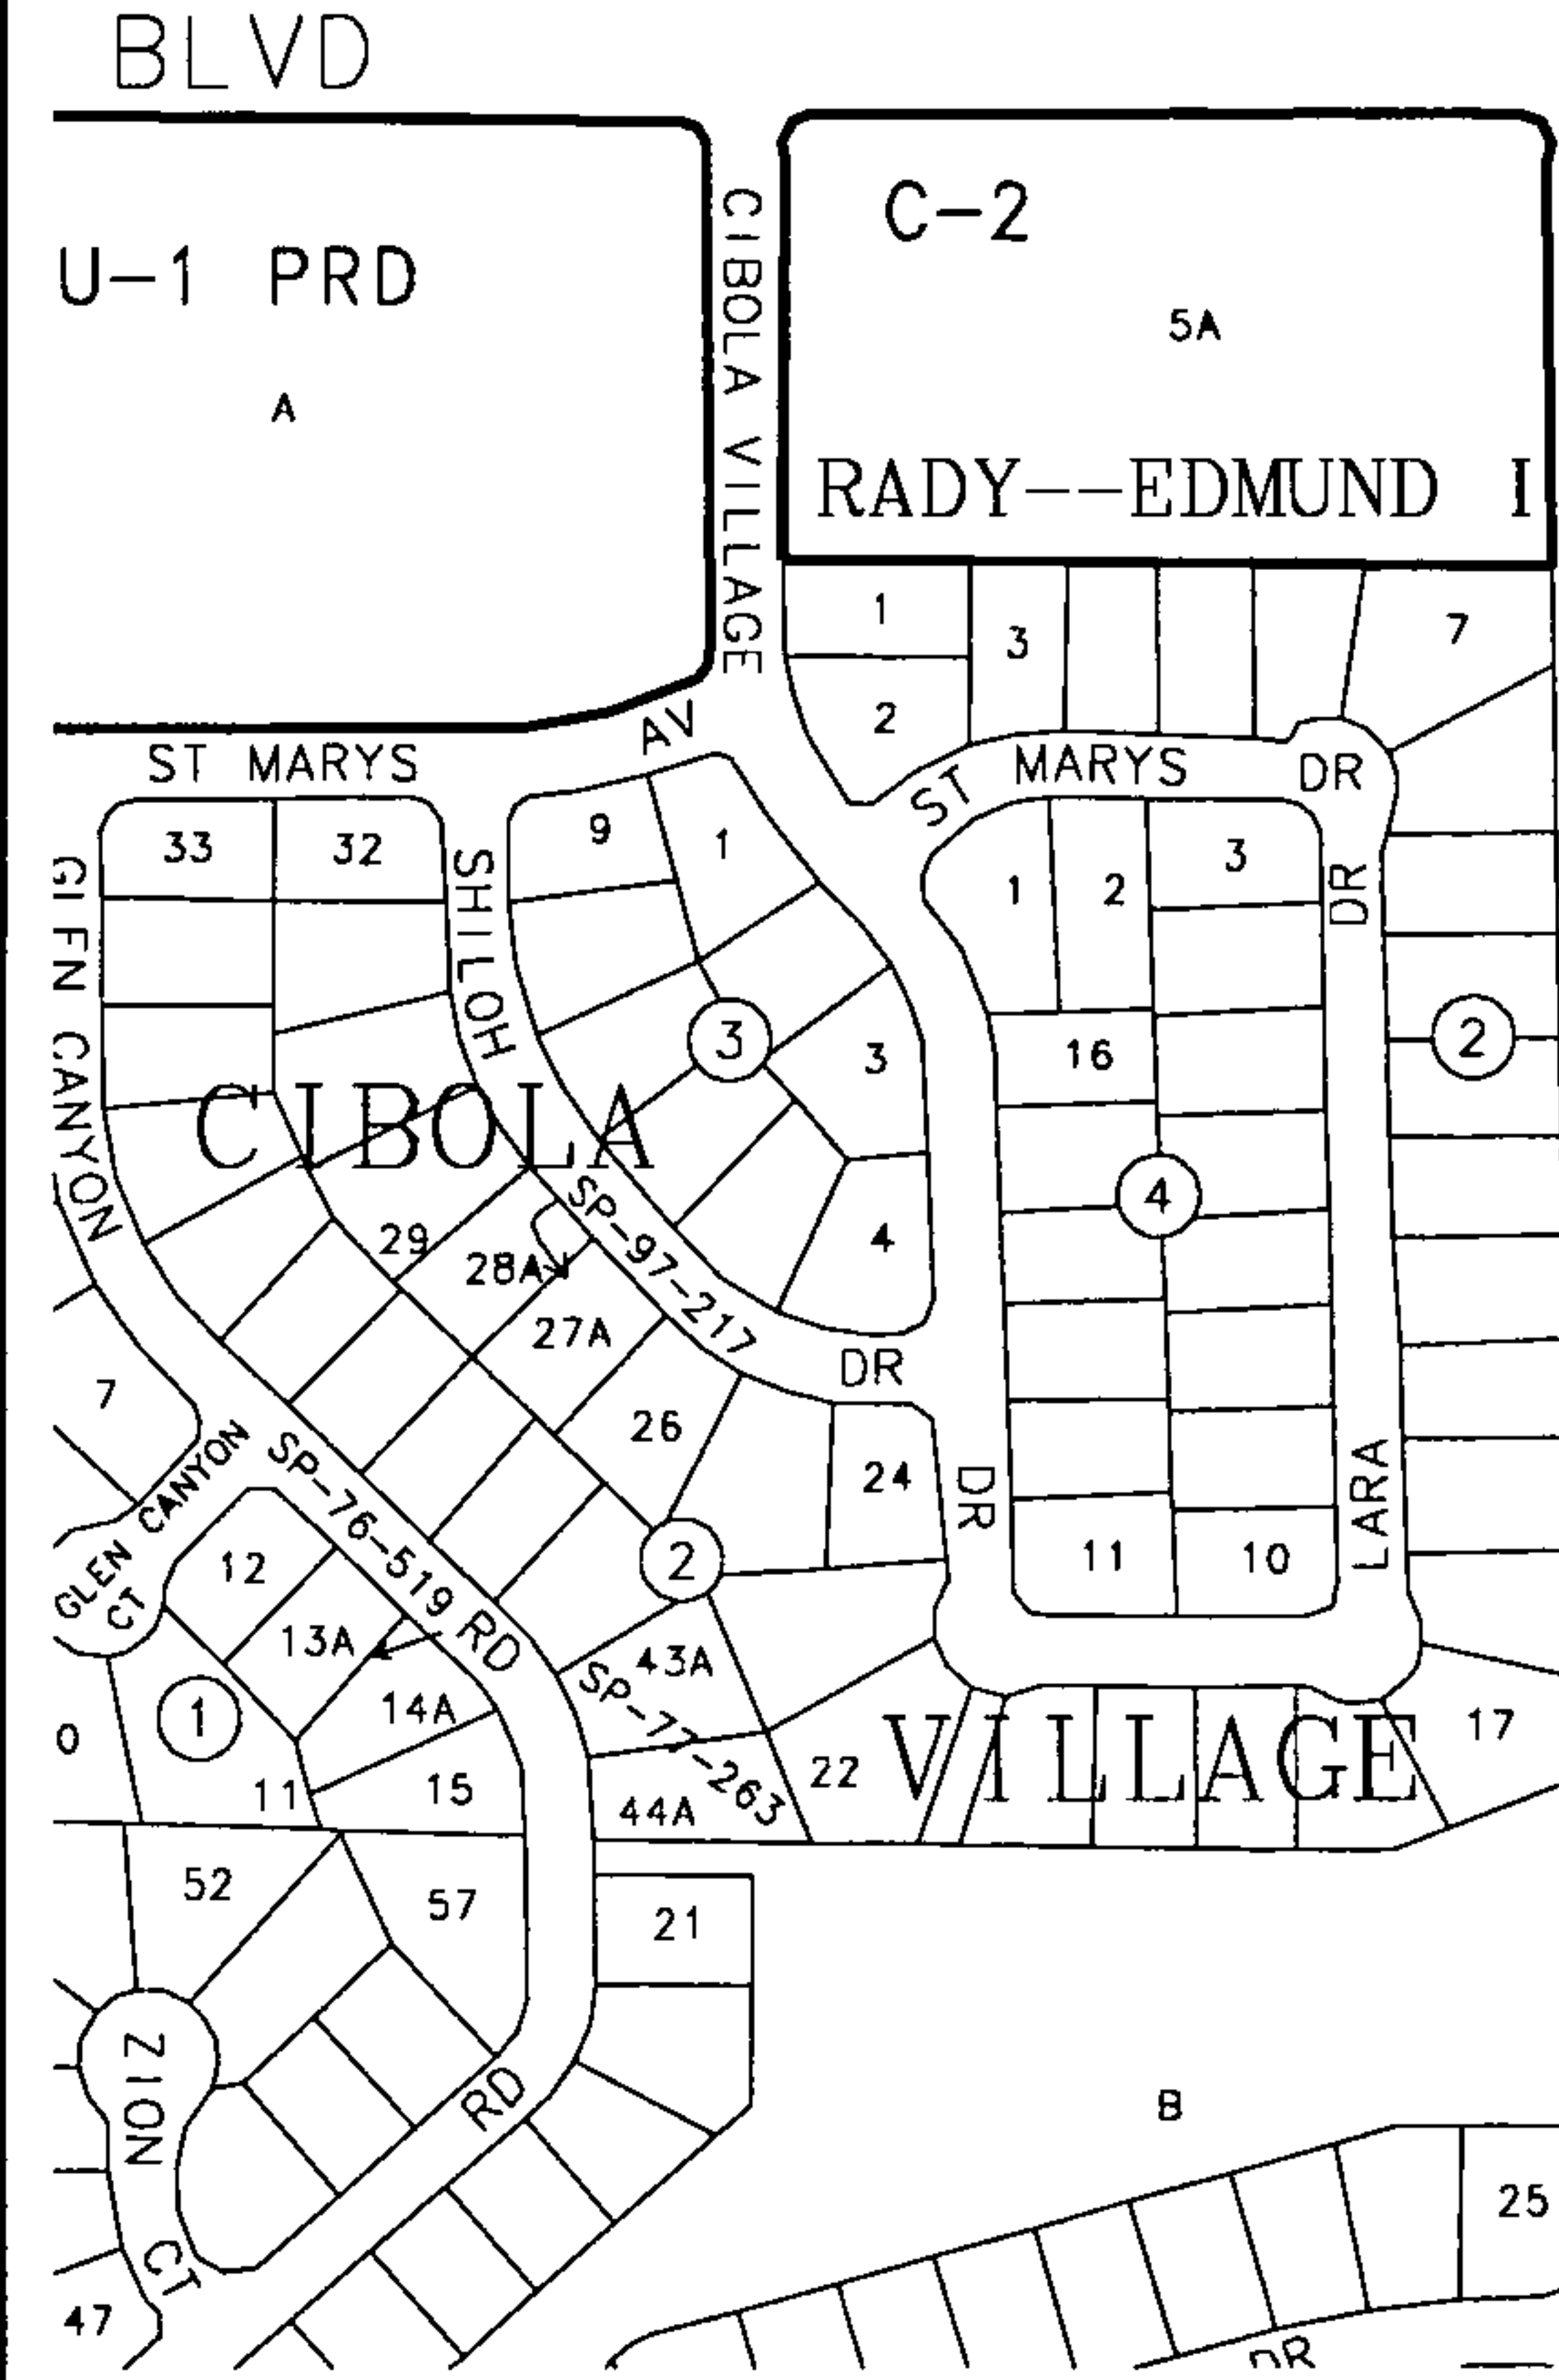 BLVD
C-2
U-1 PRD
CIBOLA VILLAGE
5A
A
RADY--EDMUND I
1
3
7
2
AV
ST MARYS
ST MARYS DR
33
32
SHILOH
9
1
1
2
3
DR
GLEN CANYON
3
3
16
2
CIBOLA
4
29
28A
SP-97-217
4
27A
DR
7
26
24
DR
LARA
GLEN CANYON
CT
SP-76-519 RD
12
2
11
10
13A
43A
SP-77-263
1
14A
0
11
15
44A
22
VILLAGE
17
52
57
21
ZION
CT
RD
B
25
47
DR